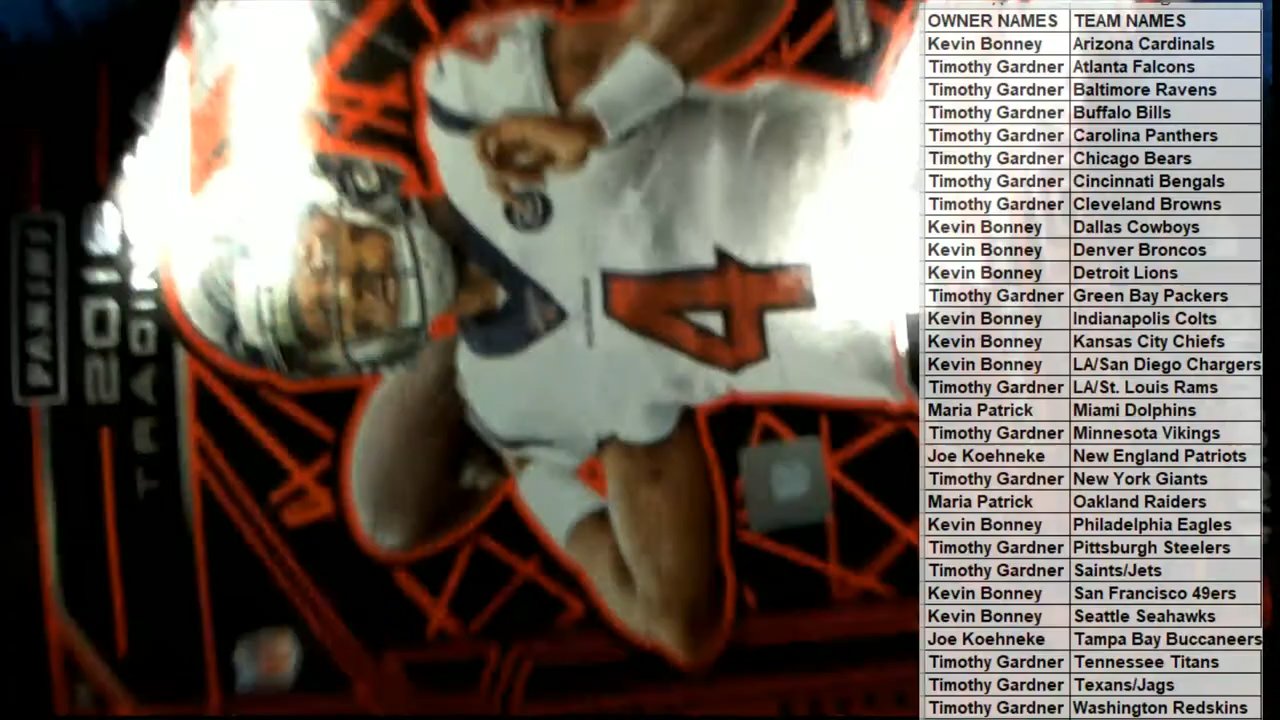 PANINI
TRADIN
4
OWNER NAMES TEAM NAMES
Kevin Bonney Arizona Cardinals
Timothy Gardner Atlanta Falcons
Timothy Gardner Baltimore Ravens
Timothy Gardner Buffalo Bills
Timothy Gardner Carolina Panthers
Timothy Gardner Chicago Bears
Timothy Gardner Cincinnati Bengals
Timothy Gardner Cleveland Browns
Kevin Bonney Dallas Cowboys
Kevin Bonney Denver Broncos
Kevin Bonney Detroit Lions
Timothy Gardner Green Bay Packers
Kevin Bonney Indianapolis Colts
Kevin Bonney Kansas City Chiefs
Kevin Bonney LA/San Diego Chargers
Timothy Gardner LA/St. Louis Rams
Maria Patrick Miami Dolphins
Timothy Gardner Minnesota Vikings
Joe Koehneke New England Patriots
Timothy Gardner New York Giants
Maria Patrick Oakland Raiders
Kevin Bonney Philadelphia Eagles
Timothy Gardner Pittsburgh Steelers
Timothy Gardner Saints/Jets
Kevin Bonney San Francisco 49ers
Kevin Bonney Seattle Seahawks
Joe Koehneke Tampa Bay Buccaneers
Timothy Gardner Tennessee Titans
Timothy Gardner Texans/Jags
Timothy Gardner Washington Redskins